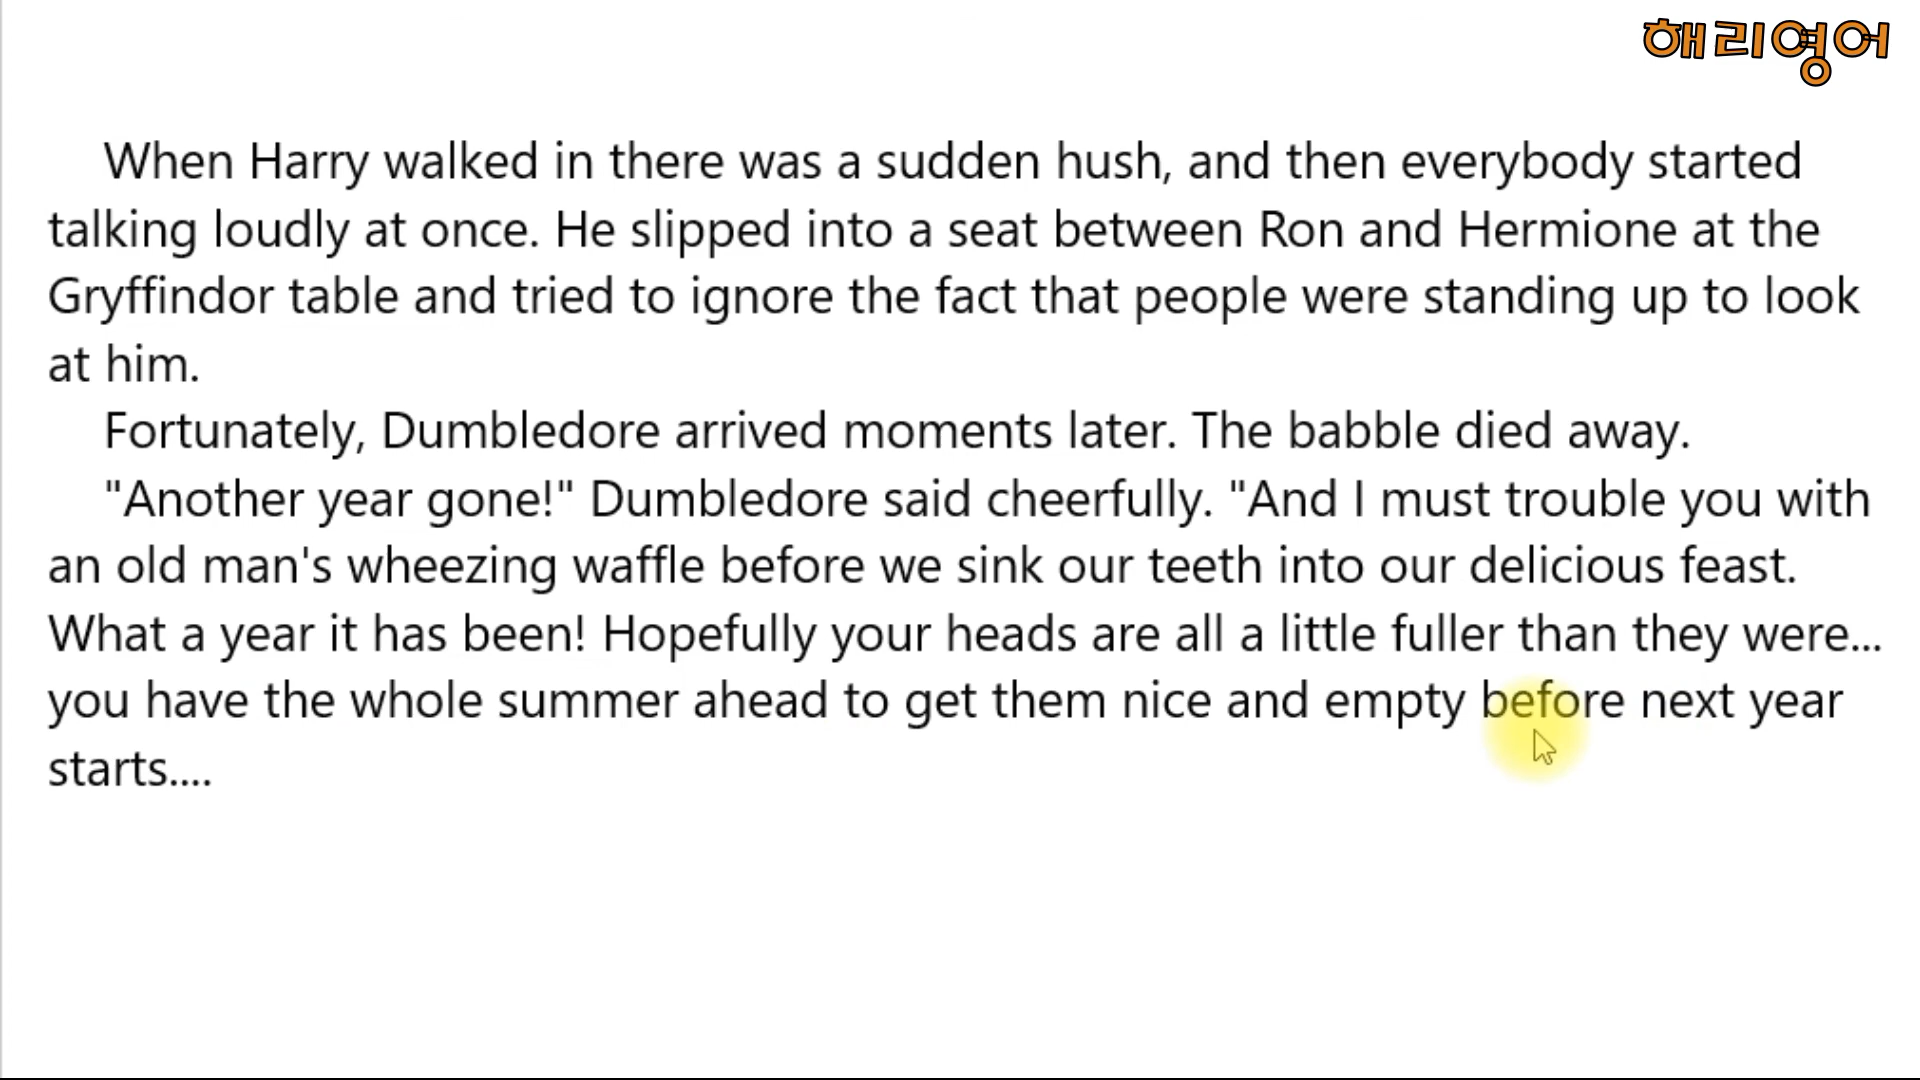 해리영어
When Harry walked in there was a sudden hush, and then everybody started
talking loudly at once. He slipped into a seat between Ron and Hermione at the
Gryffindor table and tried to ignore the fact that people were standing up to look
at him.
Fortunately, Dumbledore arrived moments later. The babble died away.
"Another year gone!" Dumbledore said cheerfully. "And I must trouble you with
an old man's wheezing waffle before we sink our teeth into our delicious feast.
What a year it has been! Hopefully your heads are all a little fuller than they were...
you have the whole summer ahead to get them nice and empty before next year
starts....